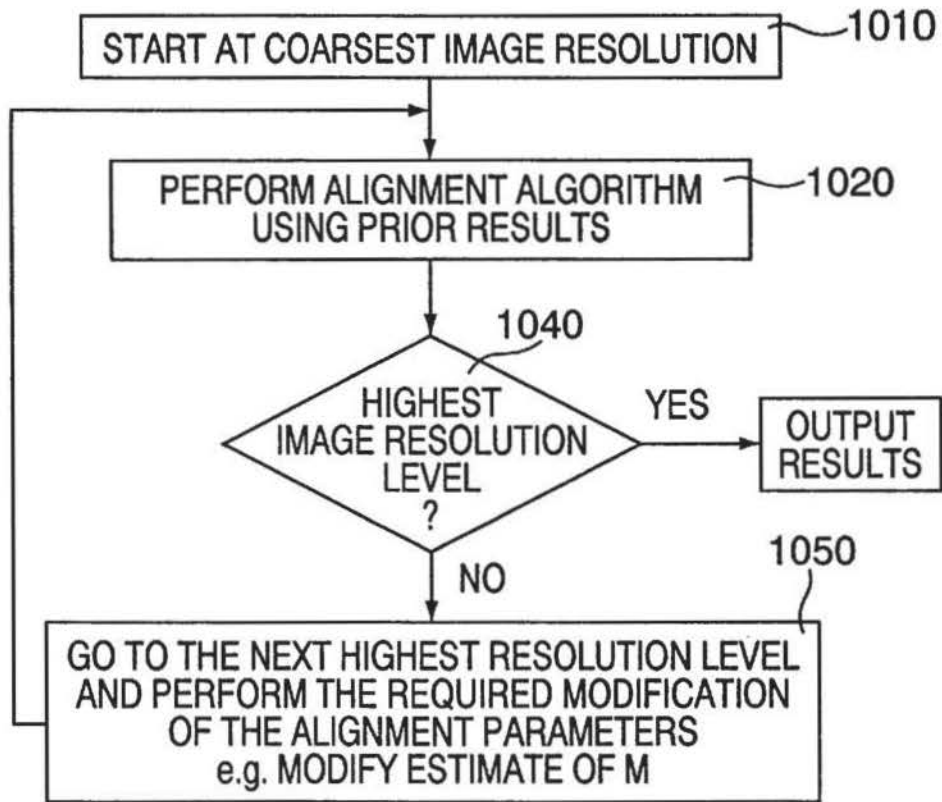 START AT COARSEST IMAGE RESOLUTION
1010
PERFORM ALIGNMENT ALGORITHM
USING PRIOR RESULTS
1020
1040
HIGHEST
IMAGE RESOLUTION
LEVEL
?
YES
OUTPUT
RESULTS
NO
1050
GO TO THE NEXT HIGHEST RESOLUTION LEVEL
AND PERFORM THE REQUIRED MODIFICATION
OF THE ALIGNMENT PARAMETERS
e.g. MODIFY ESTIMATE OF M